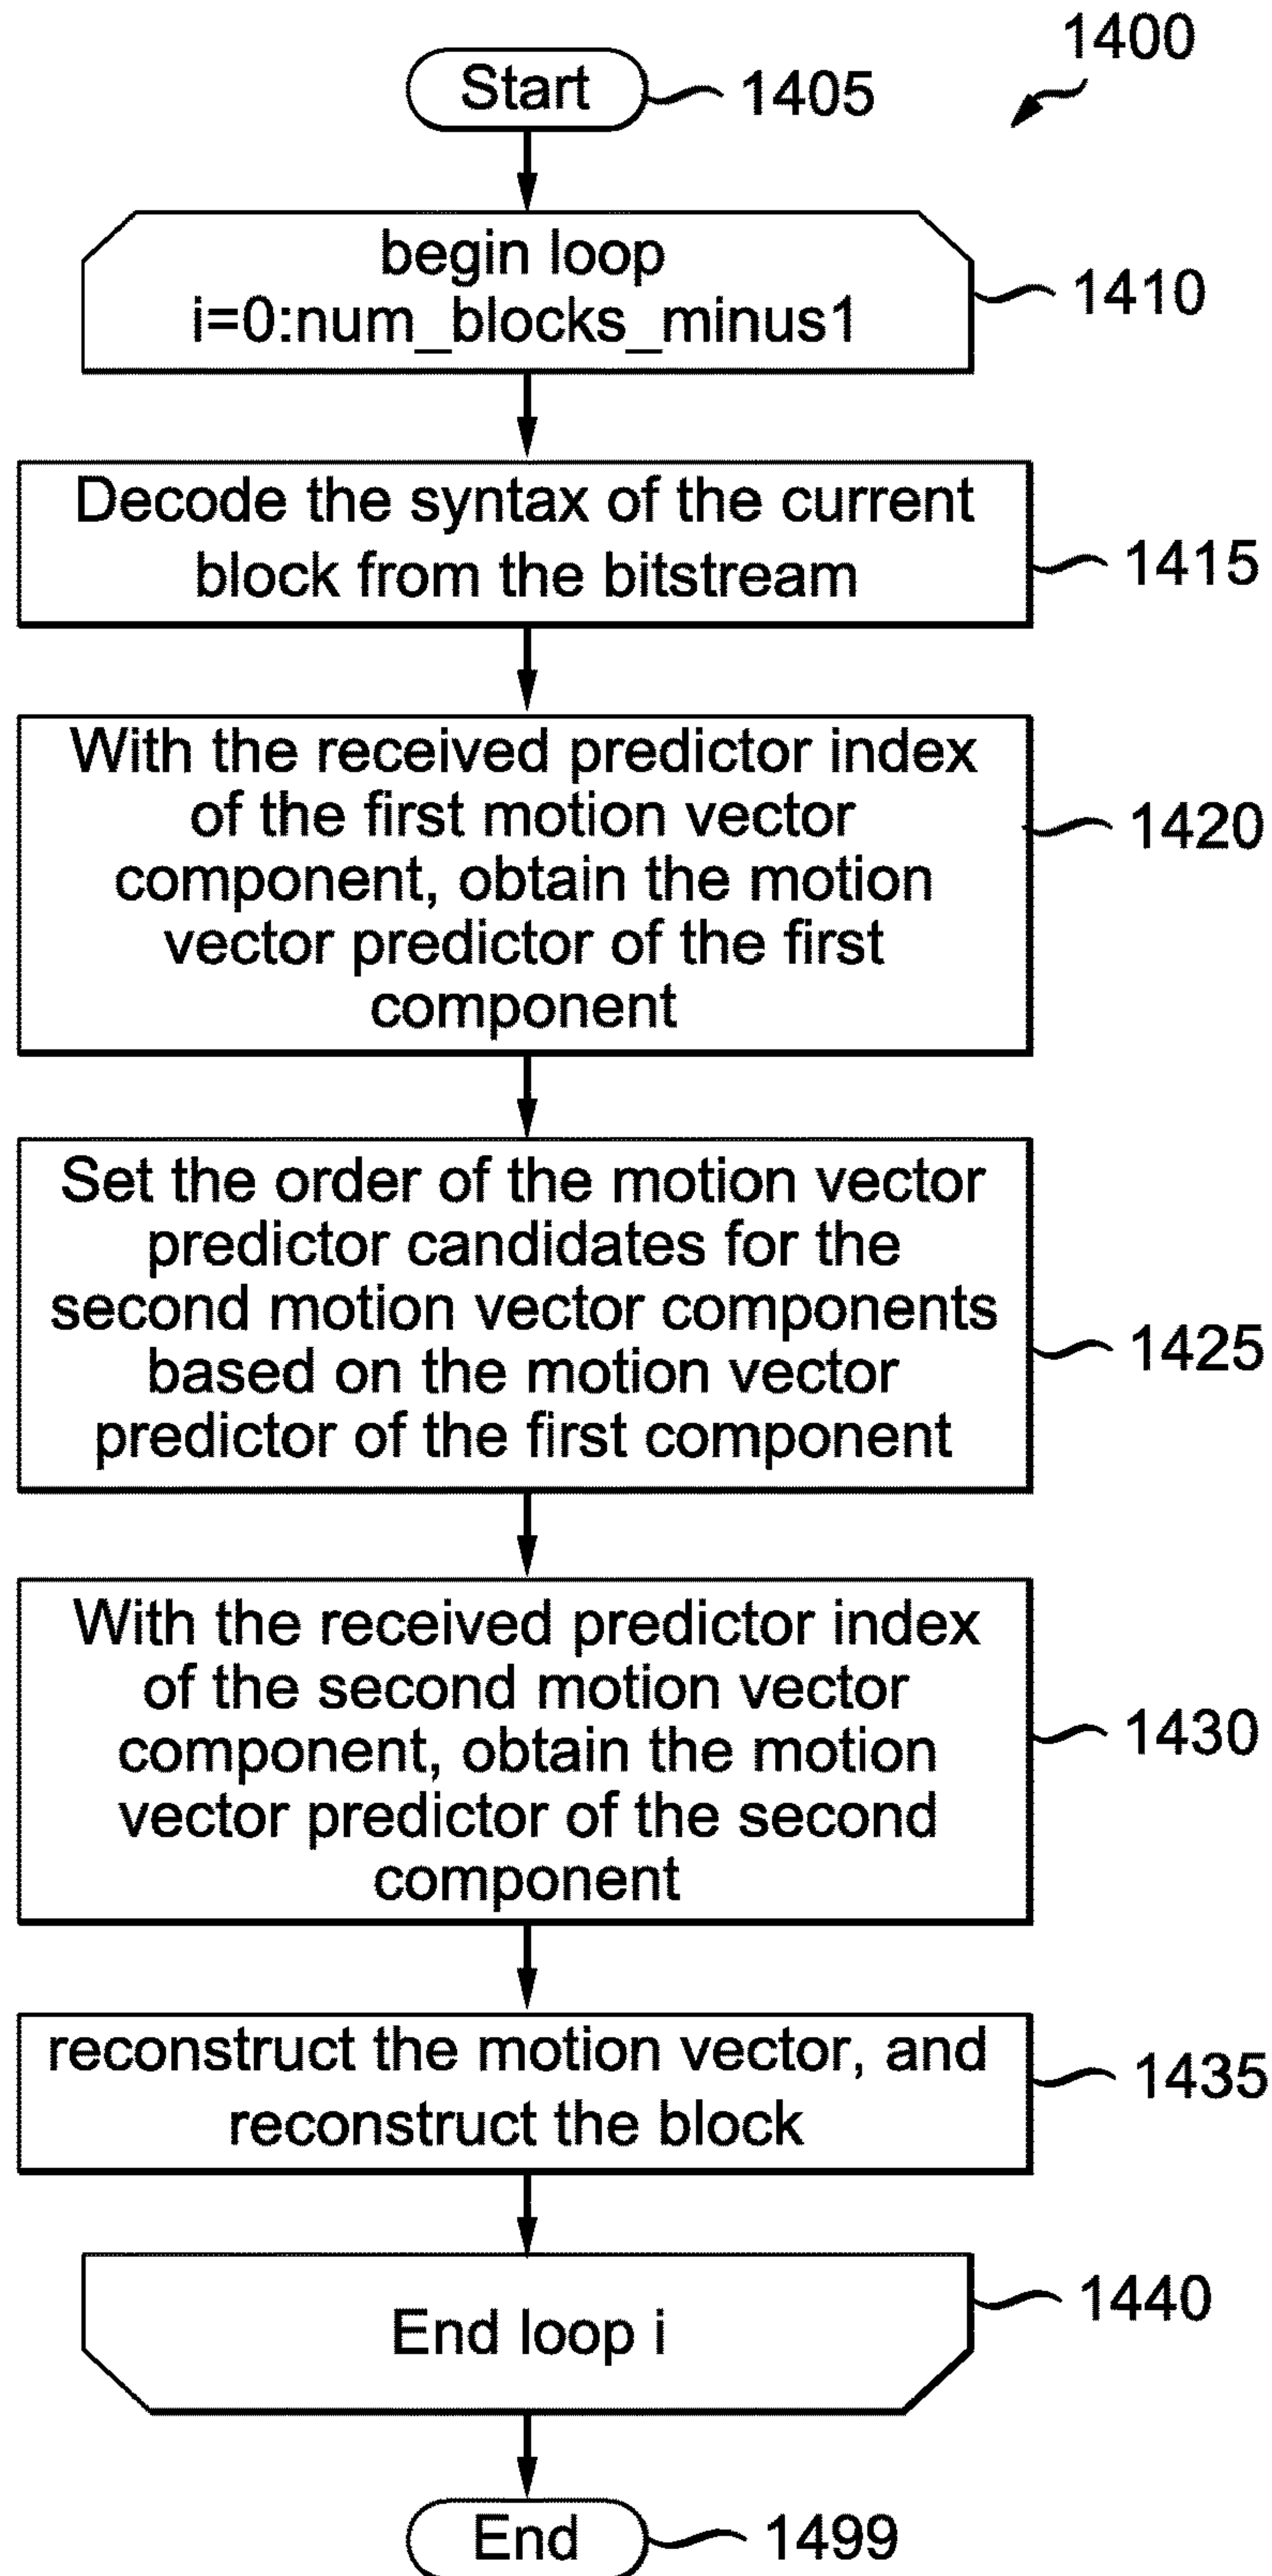 1400
Start
1405
begin loop
i=0:num_blocks_minus1
1410
Decode the syntax of the current
block from the bitstream
1415
With the received predictor index
of the first motion vector
component, obtain the motion
vector predictor of the first
component
1420
Set the order of the motion vector
predictor candidates for the
second motion vector components
based on the motion vector
predictor of the first component
1425
With the received predictor index
of the second motion vector
component, obtain the motion
vector predictor of the second
component
1430
reconstruct the motion vector, and
reconstruct the block
1435
End loop i
1440
End
1499